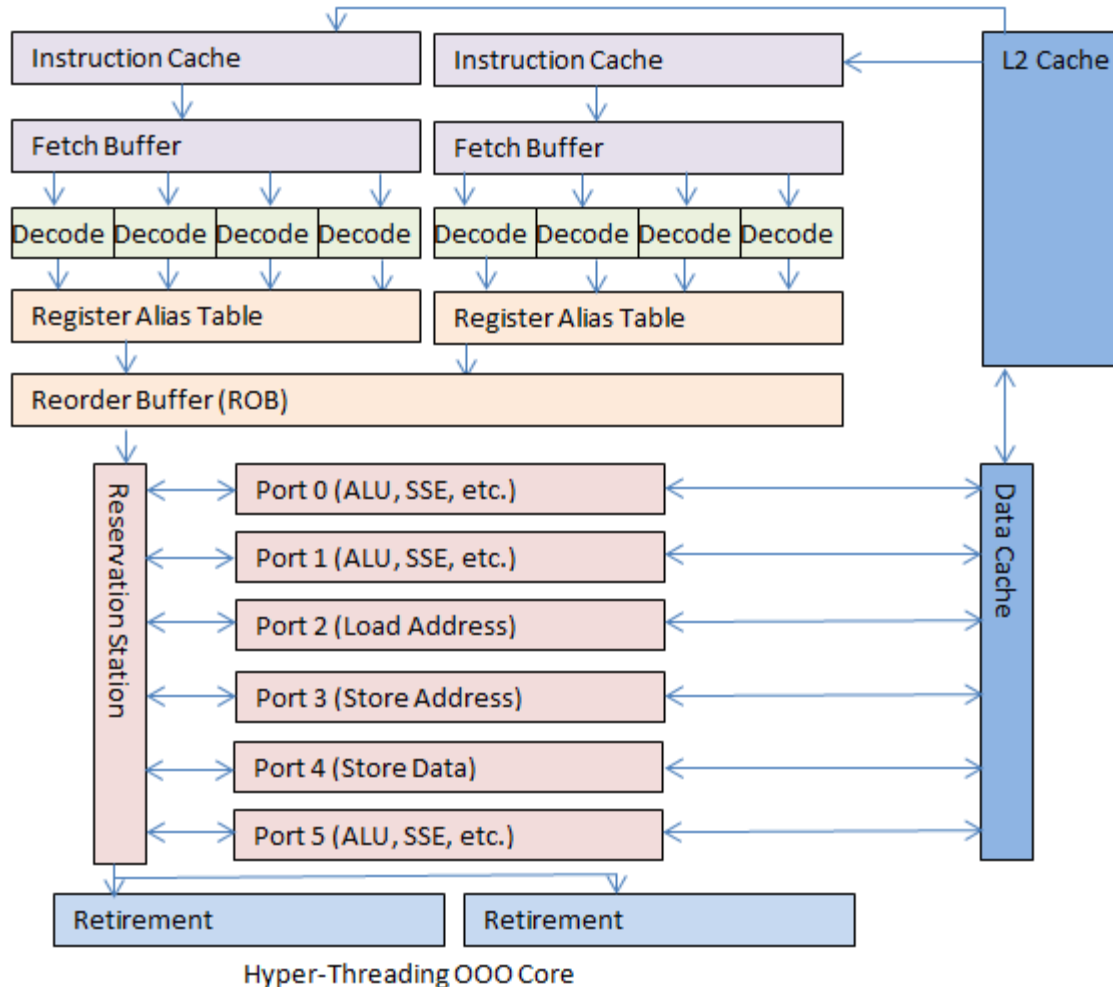 Instruction Cache
Instruction Cache
L2 Cache
Fetch Buffer
Fetch Buffer
Decode Decode Decode Decode
Decode Decode Decode Decode
Register Alias Table
Register Alias Table
Reorder Buffer (ROB)
Reservation Station
Port 0 (ALU, SSE, etc.)
Port 1 (ALU, SSE, etc.)
Port 2 (Load Address)
Port 3 (Store Address)
Port 4 (Store Data)
Port 5 (ALU, SSE, etc.)
Data Cache
Retirement
Retirement
Hyper-Threading OOO Core